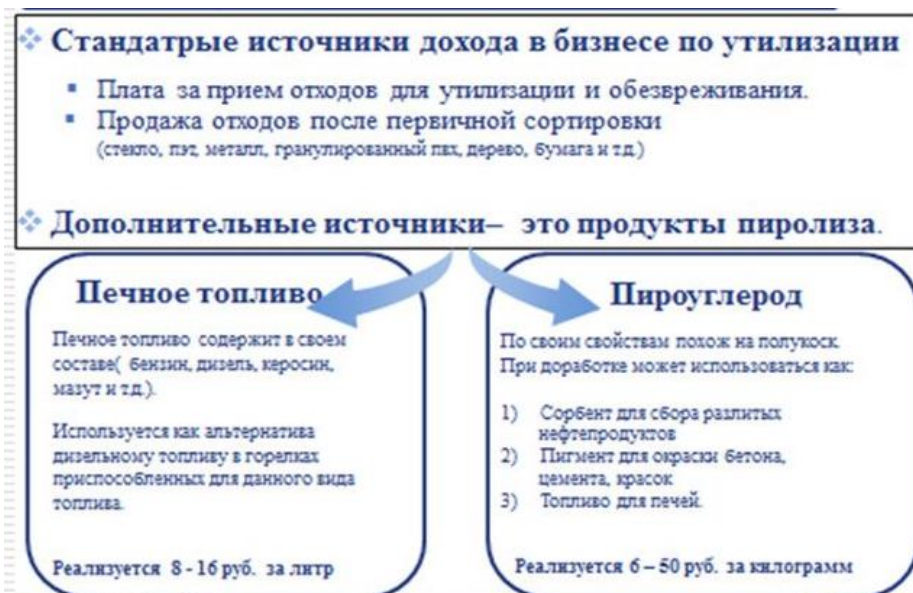 Стандатрые источники дохода в бизнесе по утилизации
Плата за прием отходов для утилизации и обезвреживания.
Продажа отходов после первичной сортировки
(стекло, пэт, металл, гранулированный пвх, дерево, бумага и т.д.)
Дополнительные источники– это продукты пиролиза.
Печное топливо
Печное топливо содержит в своем
составе( бензин, дизель, керосин,
мазут и т.д.).
Используется как альтернатива
дизельному топливу в горелках
приспособленных для данного вида
топлива.
Реализуется 8 - 16 руб. за литр
Пироуглерод
По своим свойствам похож на полукоск.
При доработке может использоваться как:
1) Сорбент для сбора разлитых
нефтепродуктов
2) Пигмент для окраски бетона,
цемента, красок
3) Топливо для печей.
Реализуется 6 – 50 руб. за килограмм